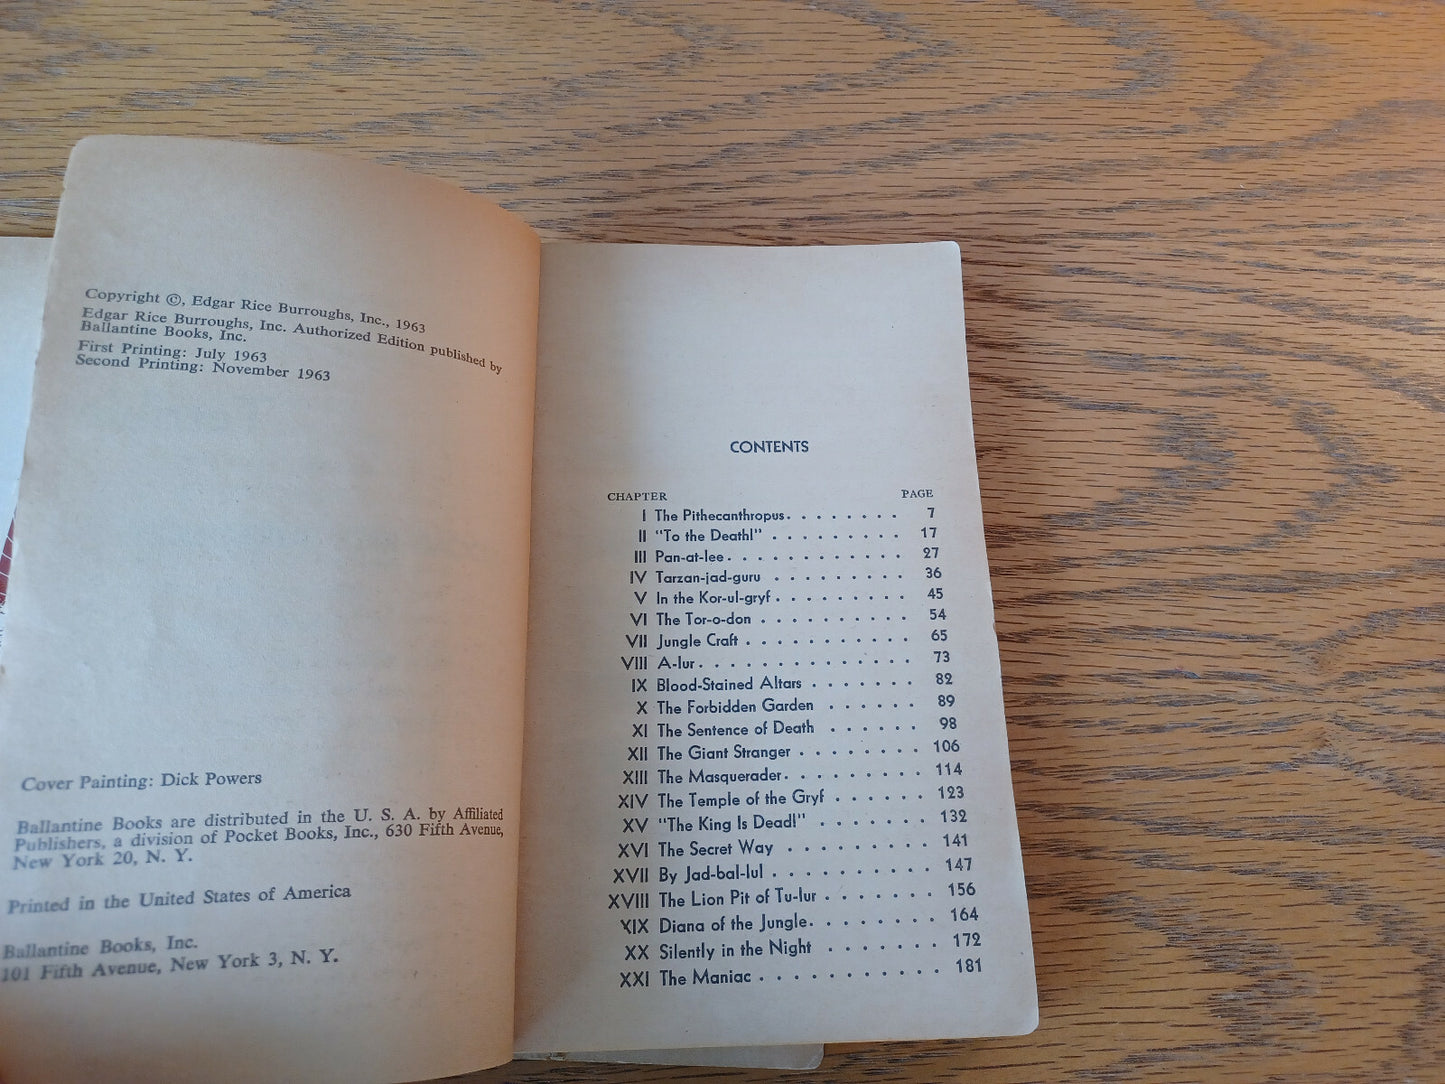 Copyright ©, Edgar Rice Burroughs, Inc., 1963
Edgar Rice Burroughs, Inc. Authorized Edition published by
Ballantine Books, Inc.
First Printing: July 1963
Second Printing: November 1963
Cover Painting: Dick Powers
Ballantine Books are distributed in the U. S. A. by Affiliated
Publishers, a division of Pocket Books, Inc., 630 Fifth Avenue,
New York 20, N. Y.
Printed in the United States of America
Ballantine Books, Inc.
101 Fifth Avenue, New York 3, N. Y.
CONTENTS
CHAPTER PAGE
I The Pithecanthropus. . . . . . . . . 7
II "To the Death!" . . . . . . . . . 17
III Pan-at-lee. . . . . . . . . . . . . 27
IV Tarzan-jad-guru . . . . . . . . . 36
V In the Kor-ul-gryf. . . . . . . . . 45
VI The Tor-o-don . . . . . . . . . . 54
VII Jungle Craft . . . . . . . . . . . 65
VIII A-lur. . . . . . . . . . . . . . . 73
IX Blood-Stained Altars . . . . . . . 82
X The Forbidden Garden . . . . . . 89
XI The Sentence of Death . . . . . . 98
XII The Giant Stranger . . . . . . . . 106
XIII The Masquerader. . . . . . . . . 114
XIV The Temple of the Gryf . . . . . . 123
XV "The King Is Dead!" . . . . . . . 132
XVI The Secret Way . . . . . . . . . 141
XVII By Jad-bal-lul . . . . . . . . . . 147
XVIII The Lion Pit of Tu-lur . . . . . . . 156
XIX Diana of the Jungle. . . . . . . . 164
XX Silently in the Night . . . . . . . 172
XXI The Maniac . . . . . . . . . . . 181